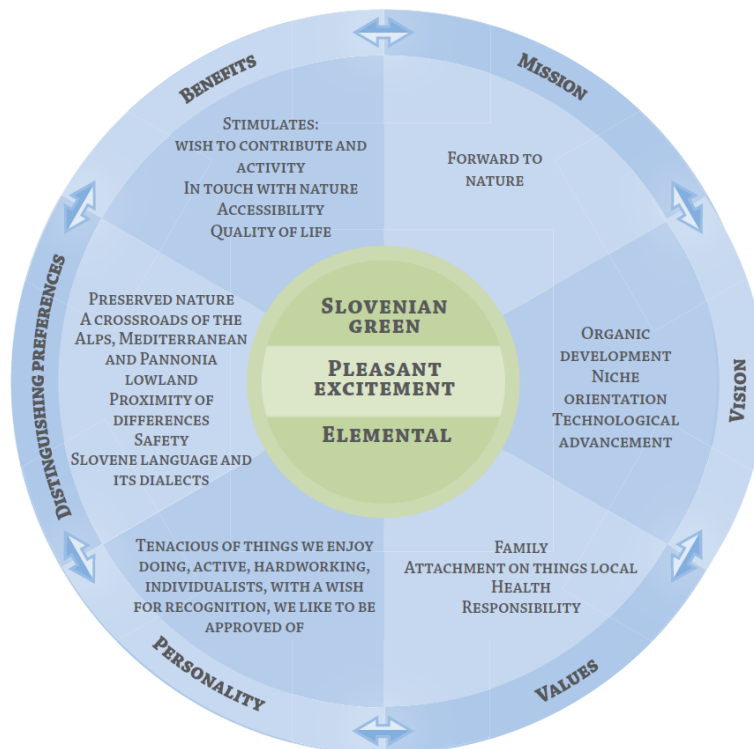 Benefits
Stimulates:
wish to contribute and
activity
In touch with nature
Accessibility
Quality of life
Mission
Forward to
nature
Vision
Organic
development
Niche
orientation
Technological
advancement
Values
Family
Attachment on things local
Health
Responsibility
Personality
Tenacious of things we enjoy
doing, active, hardworking,
individualists, with a wish
for recognition, we like to be
approved of
Distinguishing preferences
Preserved nature
A crossroads of the
Alps, Mediterranean
and Pannonia
lowland
Proximity of
differences
Safety
Slovene language and
its dialects
Slovenian
green
Pleasant
excitement
Elemental